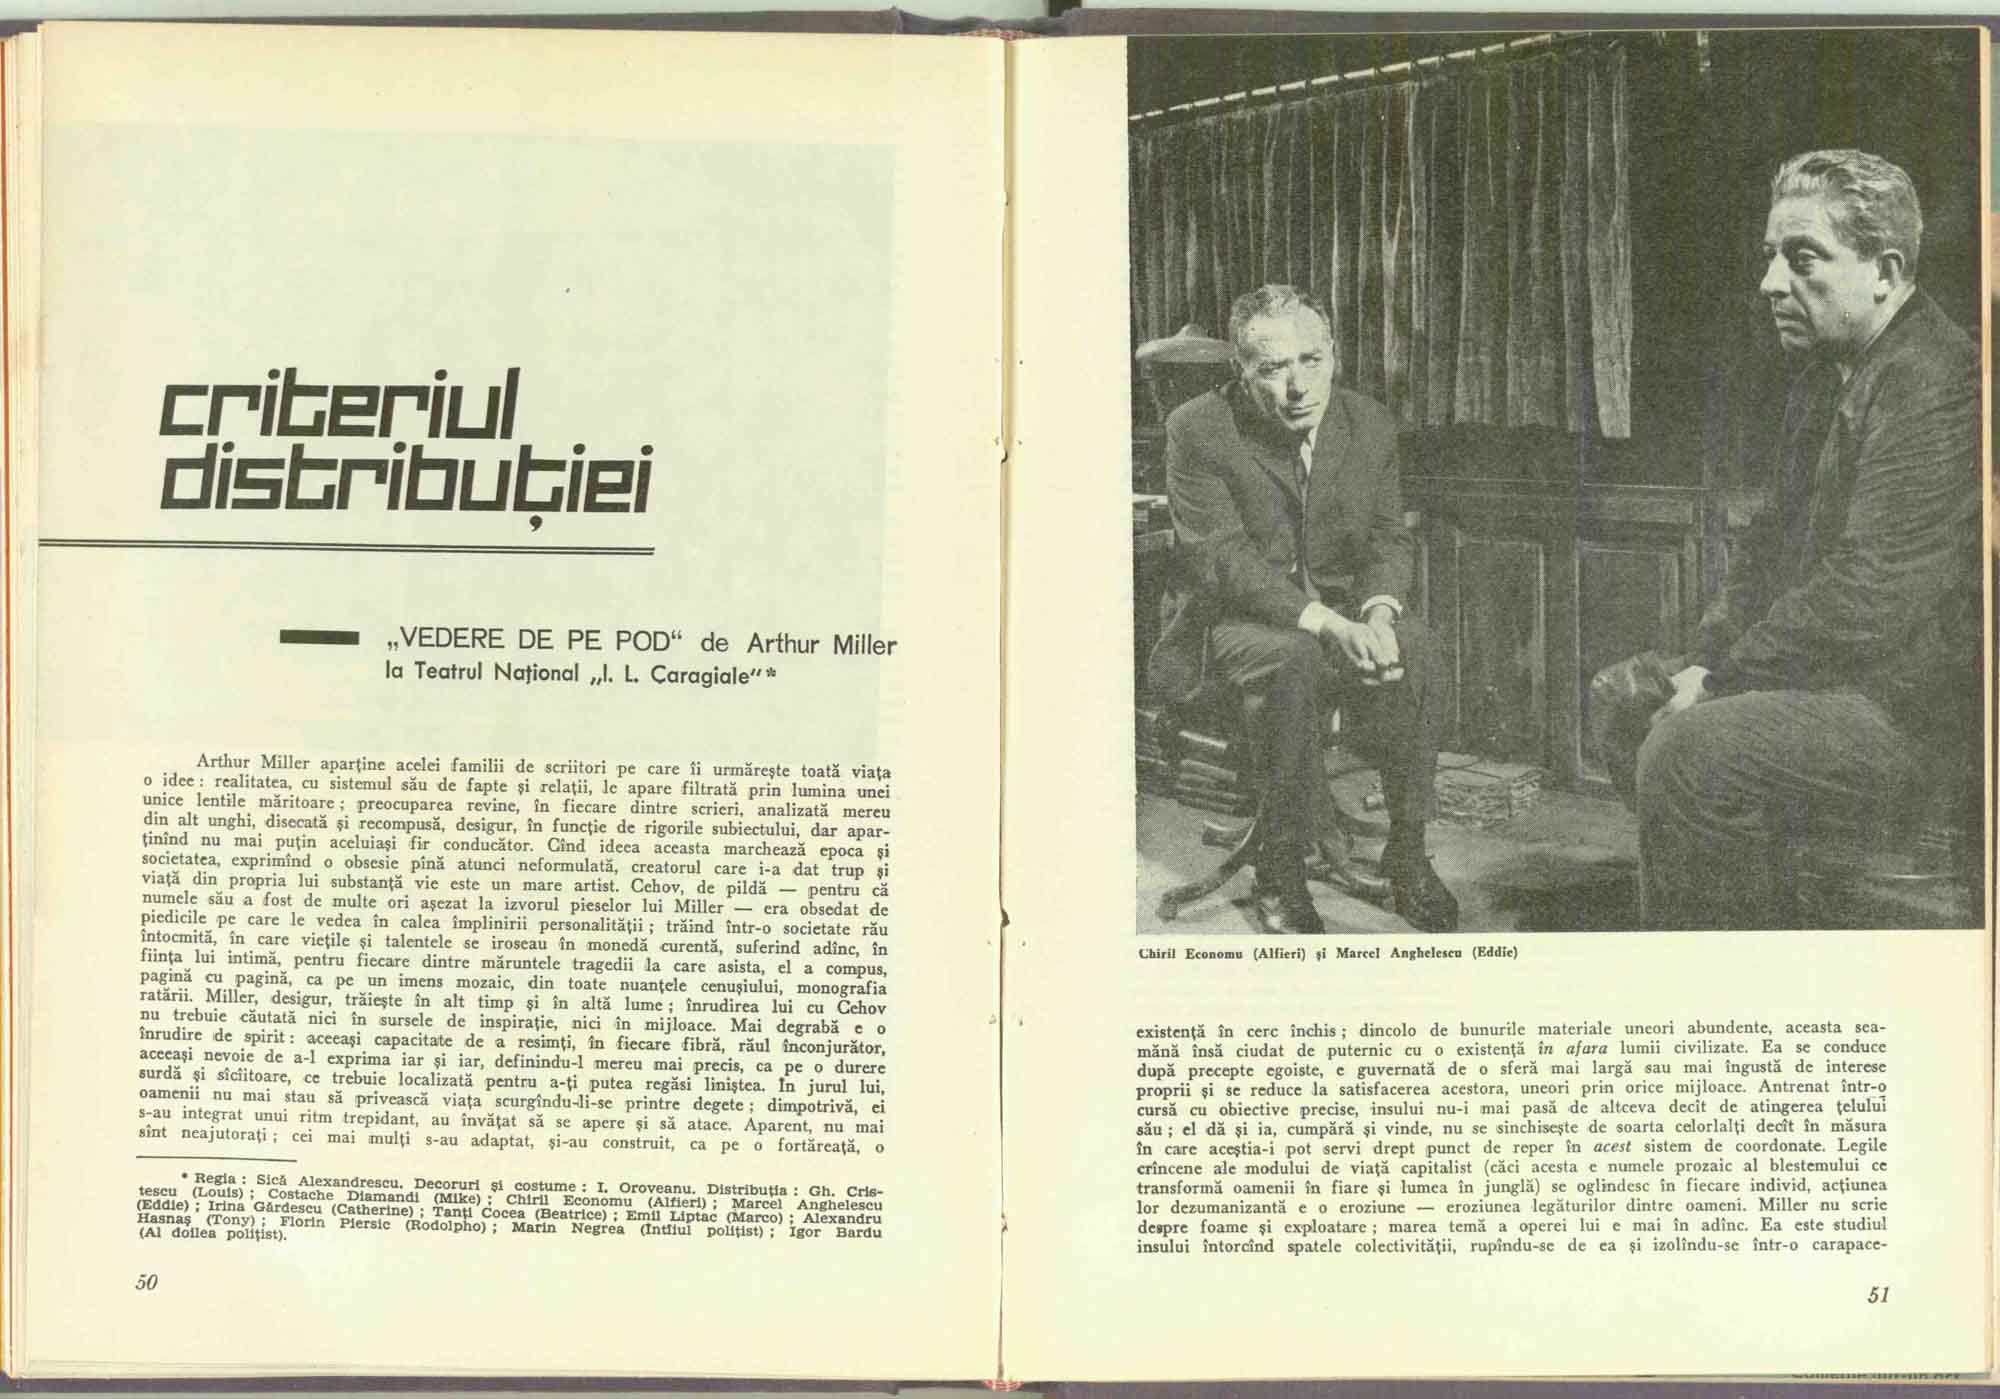 criteriul
distribuției
„VEDERE DE PE POD“ de Arthur Miller
la Teatrul Național „I. L. Caragiale”*
Arthur Miller aparține acelei familii de scriitori pe care îi urmărește toată viața
o idee : realitatea, cu sistemul său de fapte și relații, le apare filtrată prin lumina unei
unice lentile măritoare ; preocuparea revine, în fiecare dintre scrieri, analizată mereu
din alt unghi, disecată și recompusă, desigur, în funcție de rigorile subiectului, dar apar-
ținînd nu mai puțin aceluiași fir conducător. Cînd ideea aceasta marchează epoca și
societatea, exprimînd o obsesie pînă atunci neformulată, creatorul care i-a dat trup și
viață din propria lui substanță vie este un mare artist. Cehov, de pildă — pentru că
numele său a fost de multe ori așezat la izvorul pieselor lui Miller — era obsedat de
piedicile pe care le vedea în calea împlinirii personalității ; trăind într-o societate rău
întocmită, în care viețile și talentele se iroseau în monedă curentă, suferind adînc, în
ființa lui intimă, pentru fiecare dintre măruntele tragedii la care asista, el a compus,
pagină cu pagină, ca pe un imens mozaic, din toate nuanțele cenușiului, monografia
ratării. Miller, desigur, trăiește în alt timp și în altă lume ; înrudirea lui cu Cehov
nu trebuie căutată nici în sursele de inspirație, nici în mijloace. Mai degrabă e o
înrudire de spirit : aceeași capacitate de a resimți, în fiecare fibră, răul înconjurător,
aceeași nevoie de a-l exprima iar și iar, definindu-l mereu mai precis, ca pe o durere
surdă și sîcîitoare, ce trebuie localizată pentru a-ți putea regăsi liniștea. În jurul lui,
oamenii nu mai stau să privească viața scurgîndu-li-se printre degete ; dimpotrivă, ei
s-au integrat unui ritm trepidant, au învățat să se apere și să atace. Aparent, nu mai
sînt neajutorați ; cei mai mulți s-au adaptat, și-au construit, ca pe o fortăreață, o
* Regia : Sică Alexandrescu. Decoruri și costume : I. Oroveanu. Distribuția : Gh. Cris-
tescu (Louis) ; Costache Diamandi (Mike) ; Chiril Economu (Alfieri) ; Marcel Anghelescu
(Eddie) ; Irina Gărdescu (Catherine) ; Tanți Cocea (Beatrice) ; Emil Liptac (Marco) ; Alexandru
Hasnaș (Tony) ; Florin Piersic (Rodolpho) ; Marin Negrea (Întîiul polițist) ; Igor Bardu
(Al doilea polițist).
50
Chiril Economu (Alfieri) și Marcel Anghelescu (Eddie)
existență în cerc închis ; dincolo de bunurile materiale uneori abundente, aceasta sea-
mănă însă ciudat de puternic cu o existență în afara lumii civilizate. Ea se conduce
după precepte egoiste, e guvernată de o sferă mai largă sau mai îngustă de interese
proprii și se reduce la satisfacerea acestora, uneori prin orice mijloace. Antrenat într-o
cursă cu obiective precise, insului nu-i mai pasă de altceva decît de atingerea țelului
său ; el dă și ia, cumpără și vinde, nu se sinchisește de soarta celorlalți decît în măsura
în care aceștia-i pot servi drept punct de reper în acest sistem de coordonate. Legile
crîncene ale modului de viață capitalist (căci acesta e numele prozaic al blestemului ce
transformă oamenii în fiare și lumea în junglă) se oglindesc în fiecare individ, acțiunea
lor dezumanizantă e o eroziune — eroziunea legăturilor dintre oameni. Miller nu scrie
despre foame și exploatare ; marea temă a operei lui e mai în adînc. Ea este studiul
insului întorcînd spatele colectivității, rupîndu-se de ea și izolîndu-se într-o carapace-
51